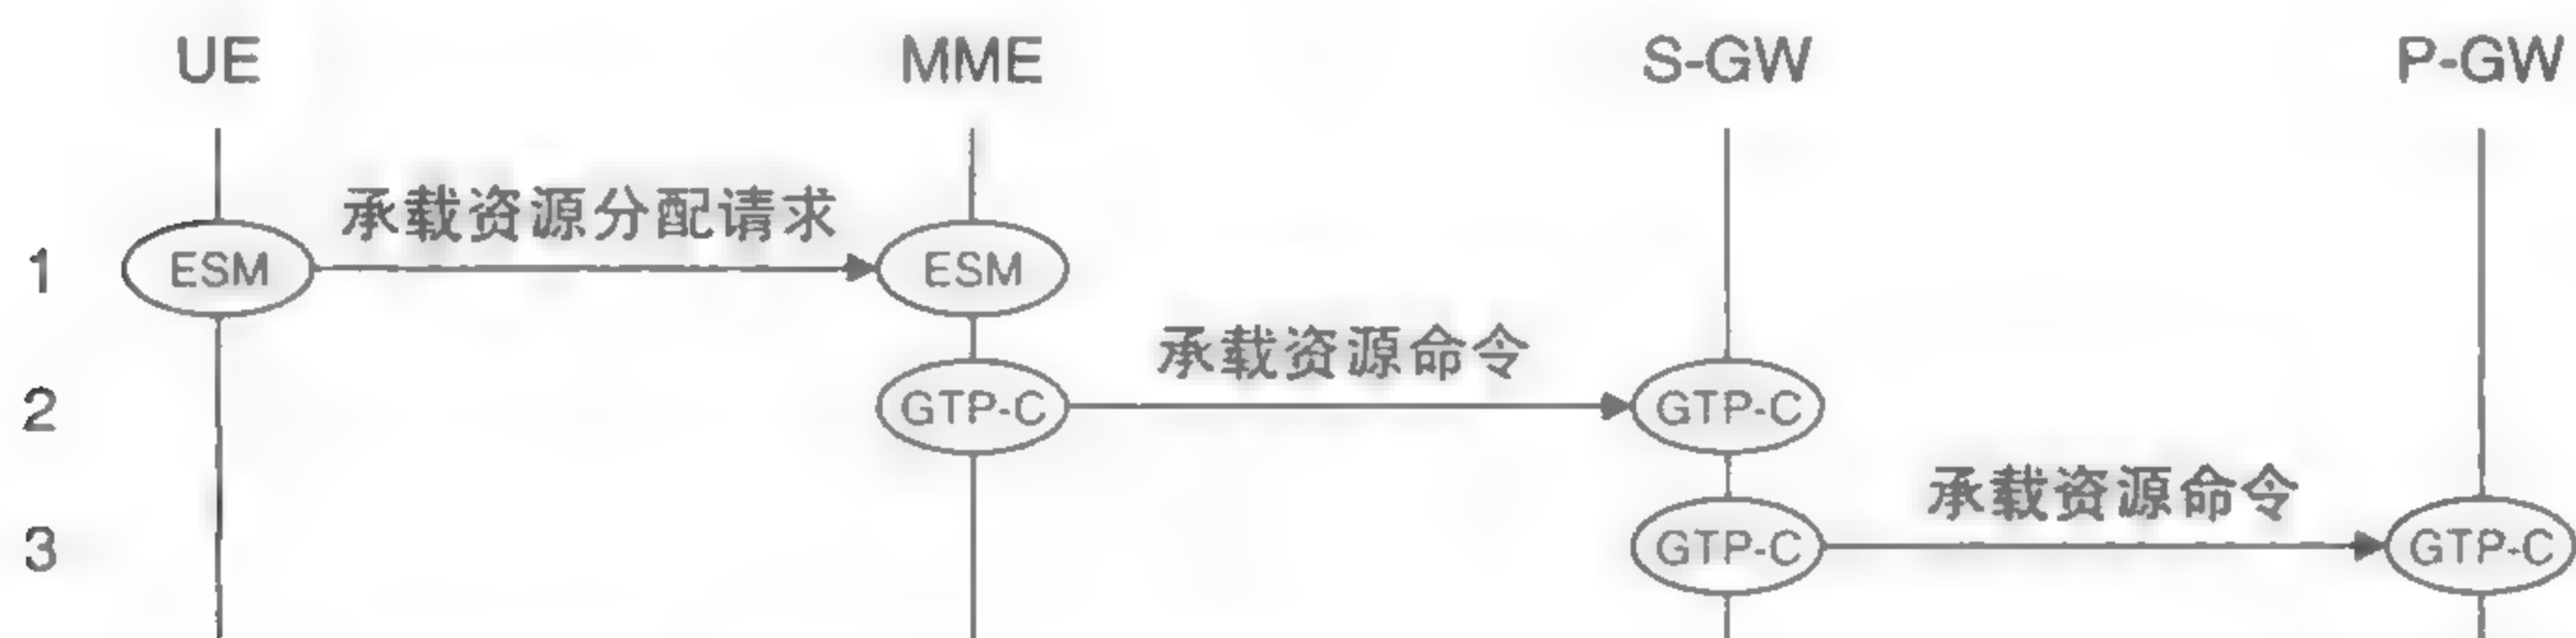 UE MME S-GW P-GW
承载资源分配请求
1 ESM ESM
承载资源命令
2 GTP-C GTP-C
承载资源命令
3 GTP-C GTP-C